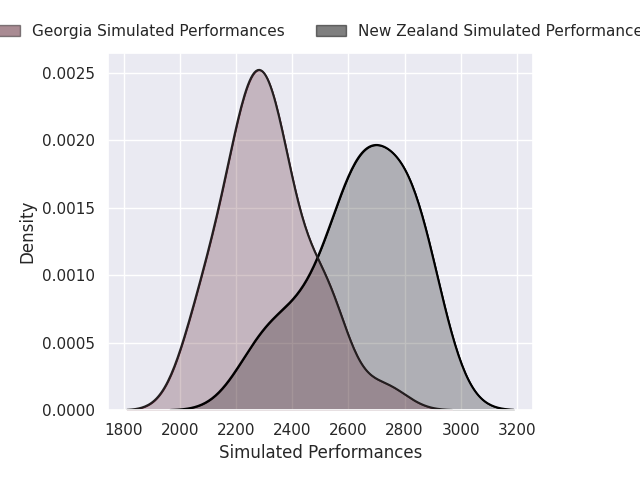 Georgia Simulated Performances
New Zealand Simulated Performance
0.0025
0.0020
0.0015
0.0010
0.0005
0.0000
Density
1800 2000 2200 2400 2600 2800 3000 3200
Simulated Performances